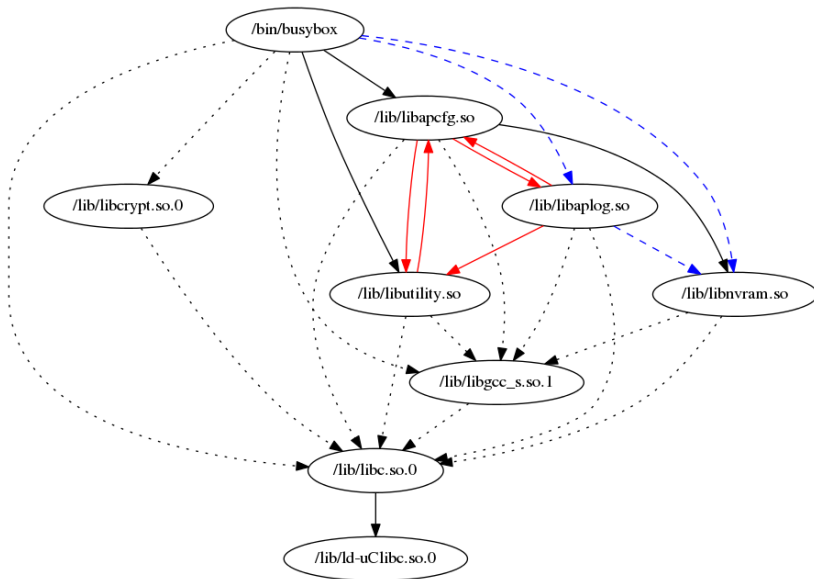 /bin/busybox
/lib/libapcfg.so
/lib/libcrypt.so.0
/lib/libaplog.so
/lib/libutility.so
/lib/libnvram.so
/lib/libgcc_s.so.1
/lib/libc.so.0
/lib/ld-uClibc.so.0